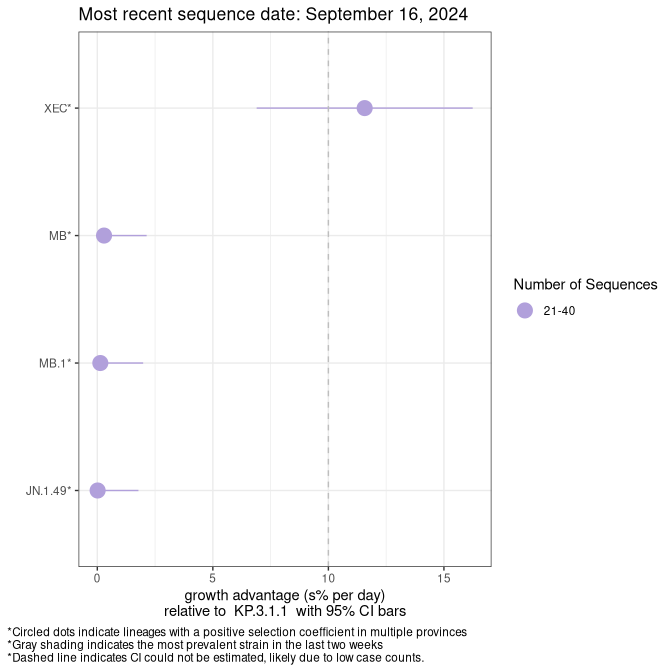 Most recent sequence date: September 16, 2024
XEC*
MB*
MB.1*
JN.1.49*
0 5 10 15
growth advantage (s% per day)
relative to KP.3.1.1 with 95% CI bars
Number of Sequences
21-40
*Circled dots indicate lineages with a positive selection coefficient in multiple provinces
*Gray shading indicates the most prevalent strain in the last two weeks
*Dashed line indicates CI could not be estimated, likely due to low case counts.